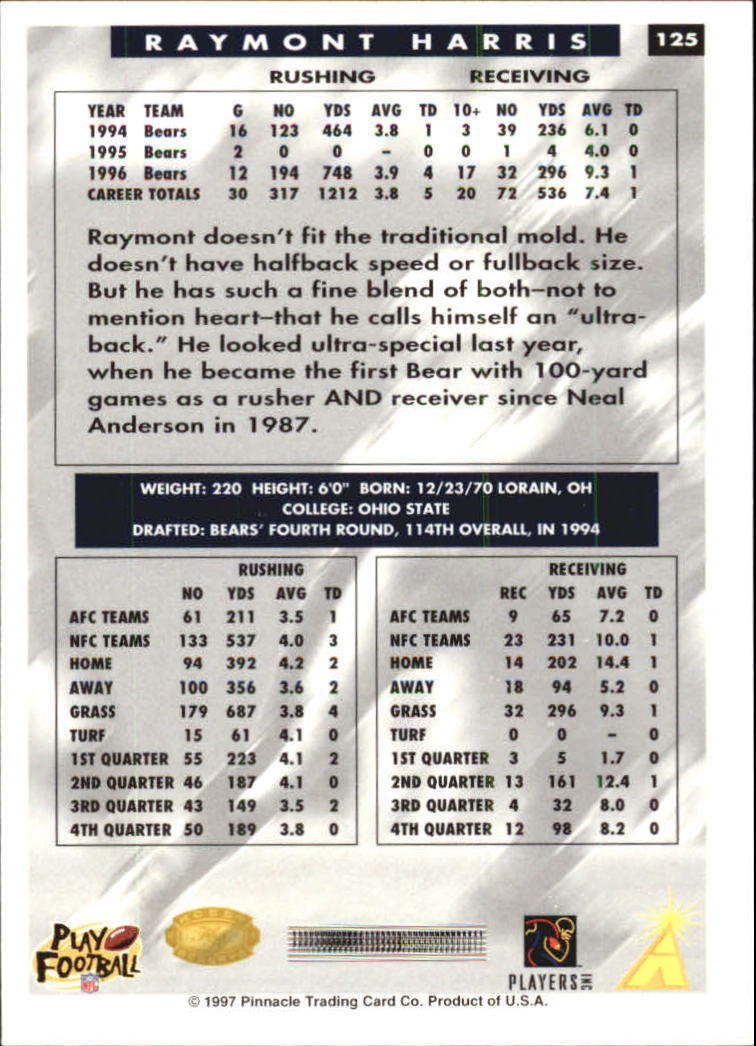 RAYMONT HARRIS 125
RUSHING RECEIVING
YEAR TEAM G NO YDS AVG TD 10+ NO YDS AVG TD
1994 Bears 16 123 464 3.8 1 3 39 236 6.1 0
1995 Bears 2 0 0 – 0 0 1 4 4.0 0
1996 Bears 12 194 748 3.9 4 17 32 296 9.3 1
CAREER TOTALS 30 317 1212 3.8 5 20 72 536 7.4 1
Raymont doesn't fit the traditional mold. He
doesn't have halfback speed or fullback size.
But he has such a fine blend of both–not to
mention heart–that he calls himself an "ultra-
back." He looked ultra-special last year,
when he became the first Bear with 100-yard
games as a rusher AND receiver since Neal
Anderson in 1987.
WEIGHT: 220 HEIGHT: 6'0" BORN: 12/23/70 LORAIN, OH
COLLEGE: OHIO STATE
DRAFTED: BEARS' FOURTH ROUND, 114TH OVERALL, IN 1994
RUSHING
NO YDS AVG TD
AFC TEAMS 61 211 3.5 1
NFC TEAMS 133 537 4.0 3
HOME 94 392 4.2 2
AWAY 100 356 3.6 2
GRASS 179 687 3.8 4
TURF 15 61 4.1 0
1ST QUARTER 55 223 4.1 2
2ND QUARTER 46 187 4.1 0
3RD QUARTER 43 149 3.5 2
4TH QUARTER 50 189 3.8 0
RECEIVING
REC YDS AVG TD
AFC TEAMS 9 65 7.2 0
NFC TEAMS 23 231 10.0 1
HOME 14 202 14.4 1
AWAY 18 94 5.2 0
GRASS 32 296 9.3 1
TURF 0 0 – 0
1ST QUARTER 3 5 1.7 0
2ND QUARTER 13 161 12.4 1
3RD QUARTER 4 32 8.0 0
4TH QUARTER 12 98 8.2 0
PLAY
FOOTBALL
NFL
PLAYERS INC
© 1997 Pinnacle Trading Card Co. Product of U.S.A.